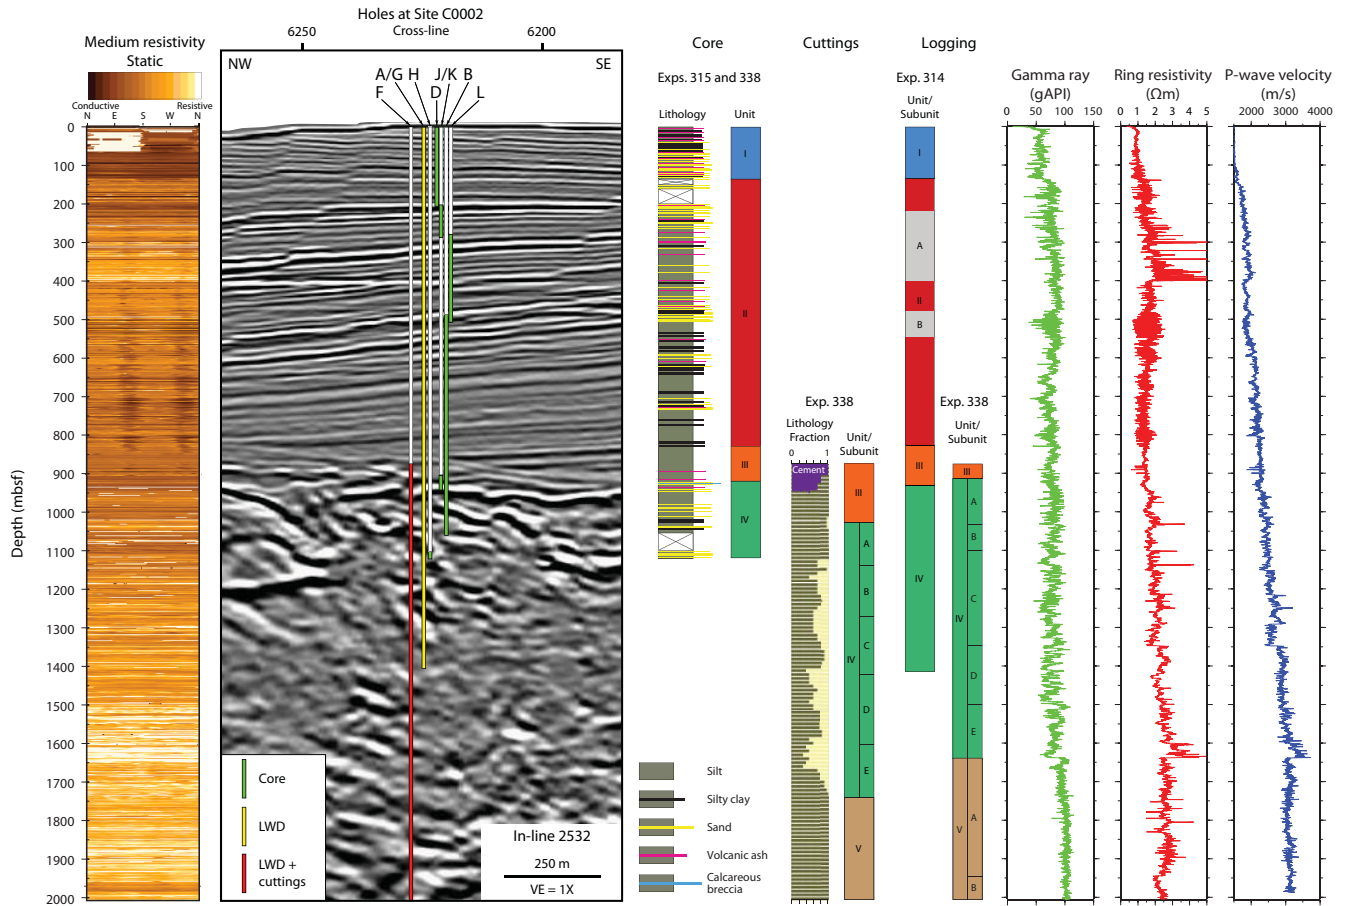 Holes at Site C0002
Cross-line
6250
6200
Medium resistivity
Static
Conductive
Resistive
N E S W N
NW
SE
A/G H J/K B
F D L
Core
Cuttings
Logging
Exps. 315 and 338
Exp. 314
Lithology
Unit
Unit/
Subunit
Gamma ray
(gAPI)
0 50 100 150
Ring resistivity
(Ωm)
0 1 2 3 4 5
P-wave velocity
(m/s)
2000 3000 4000
Depth (mbsf)
0
100
200
300
400
500
600
700
800
900
1000
1100
1200
1300
1400
1500
1600
1700
1800
1900
2000
I
II
III
IV
I
A
II
B
III
IV
Exp. 338
Lithology
Fraction
0 1
Cement
Unit/
Subunit
III
IV
A
B
C
D
E
V
Exp. 338
Unit/
Subunit
III
IV
A
B
C
D
E
V
A
B
Core
LWD
LWD +
cuttings
In-line 2532
250 m
VE = 1X
Silt
Silty clay
Sand
Volcanic ash
Calcareous
breccia